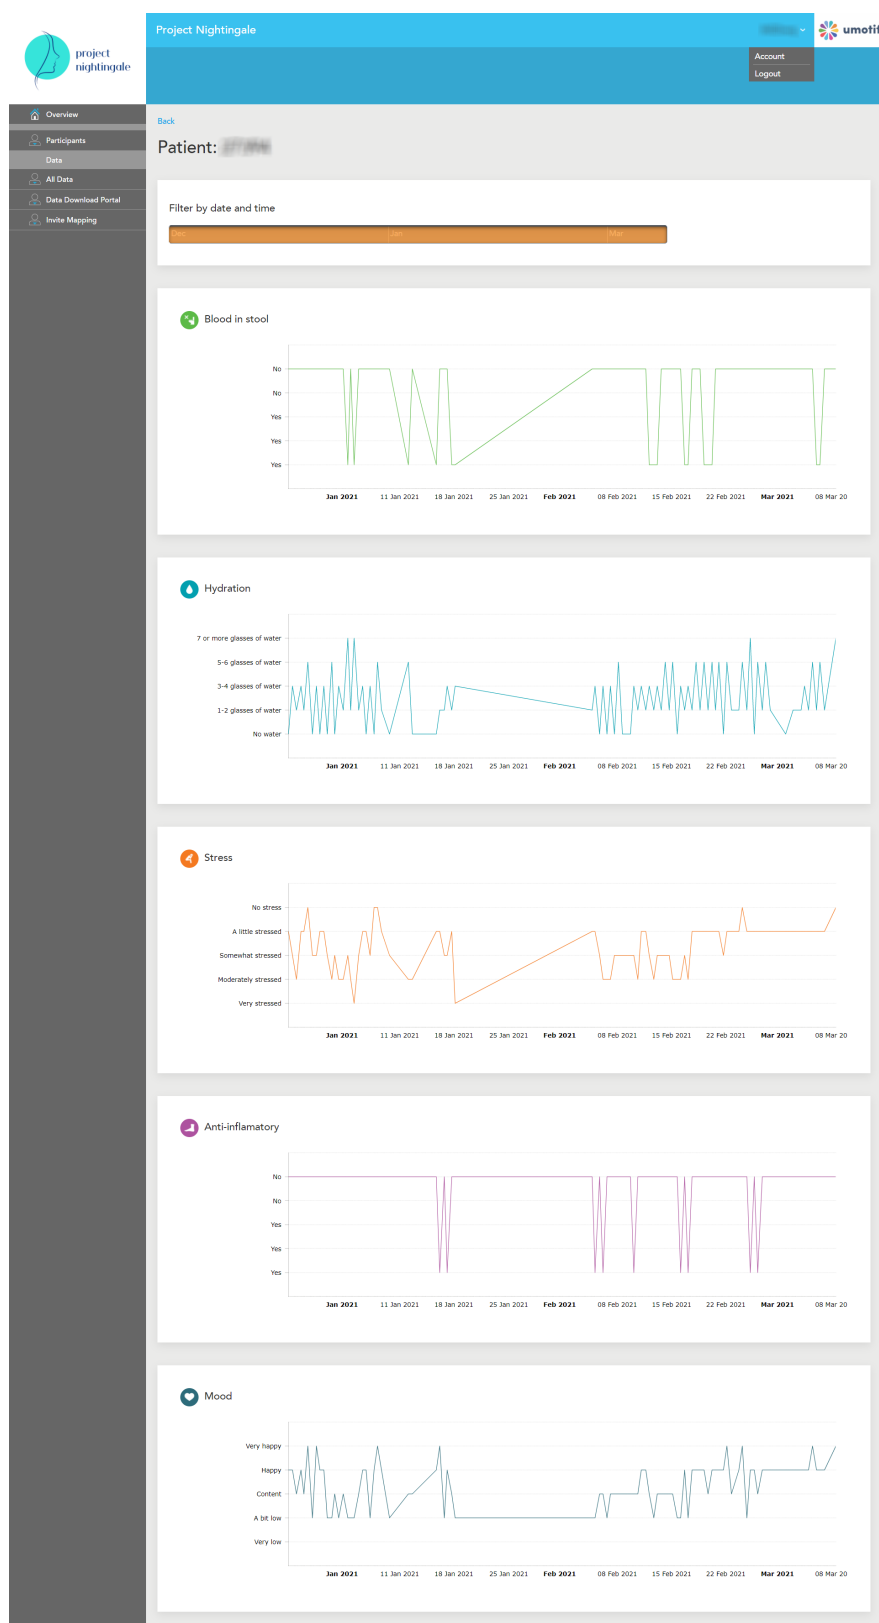 project
nightingale
Project Nightingale
umotif
Account
Logout
Overview
Participants
Data
All Data
Data Download Portal
Invite Mapping
Back
Patient:
Filter by date and time
Dec Jan Mar
Blood in stool
No
No
Yes
Yes
Yes
Jan 2021 11 Jan 2021 18 Jan 2021 25 Jan 2021 Feb 2021 08 Feb 2021 15 Feb 2021 22 Feb 2021 Mar 2021 08 Mar 20
Hydration
7 or more glasses of water
5-6 glasses of water
3-4 glasses of water
1-2 glasses of water
No water
Jan 2021 11 Jan 2021 18 Jan 2021 25 Jan 2021 Feb 2021 08 Feb 2021 15 Feb 2021 22 Feb 2021 Mar 2021 08 Mar 20
Stress
No stress
A little stressed
Somewhat stressed
Moderately stressed
Very stressed
Jan 2021 11 Jan 2021 18 Jan 2021 25 Jan 2021 Feb 2021 08 Feb 2021 15 Feb 2021 22 Feb 2021 Mar 2021 08 Mar 20
Anti-inflamatory
No
No
Yes
Yes
Yes
Jan 2021 11 Jan 2021 18 Jan 2021 25 Jan 2021 Feb 2021 08 Feb 2021 15 Feb 2021 22 Feb 2021 Mar 2021 08 Mar 20
Mood
Very happy
Happy
Content
A bit low
Very low
Jan 2021 11 Jan 2021 18 Jan 2021 25 Jan 2021 Feb 2021 08 Feb 2021 15 Feb 2021 22 Feb 2021 Mar 2021 08 Mar 20